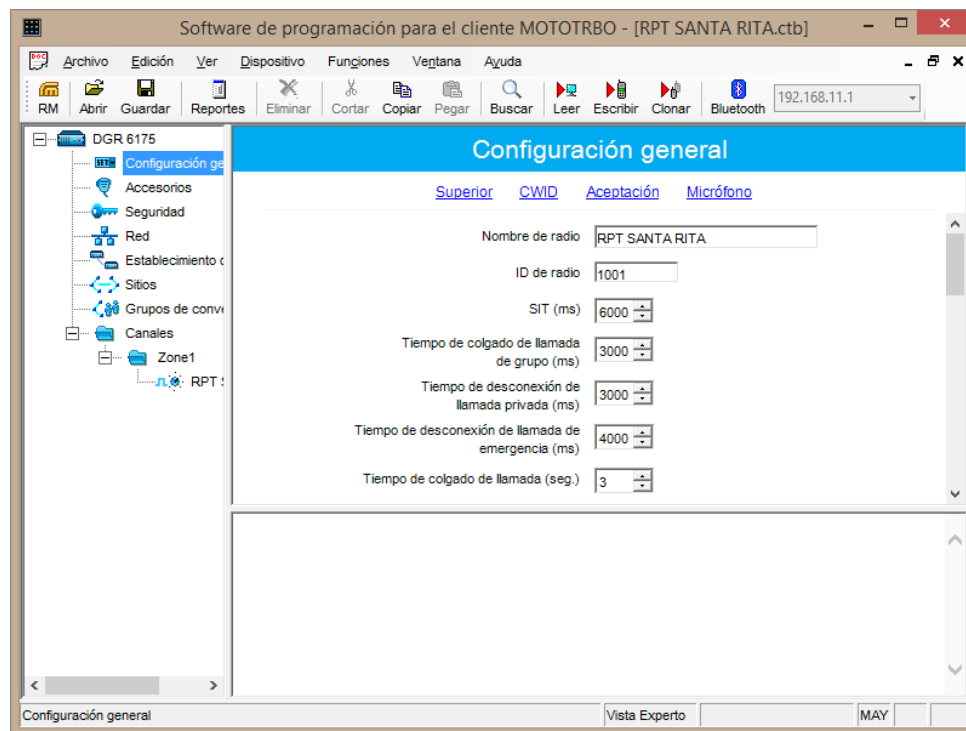 Software de programación para el cliente MOTOTRBO - [RPT SANTA RITA.ctb]
Archivo Edición Ver Dispositivo Funciones Ventana Ayuda
RM Abrir Guardar Reportes Eliminar Cortar Copiar Pegar Buscar Leer Escribir Clonar Bluetooth 192.168.11.1
DGR 6175
Configuración ge
Accesorios
Seguridad
Red
Establecimiento c
Sitios
Grupos de conve
Canales
Zone1
RPT S
Configuración general
Superior CWID Aceptación Micrófono
Nombre de radio RPT SANTA RITA
ID de radio 1001
SIT (ms) 6000
Tiempo de colgado de llamada
de grupo (ms) 3000
Tiempo de desconexión de
llamada privada (ms) 3000
Tiempo de desconexión de llamada de
emergencia (ms) 4000
Tiempo de colgado de llamada (seg.) 3
Configuración general Vista Experto MAY